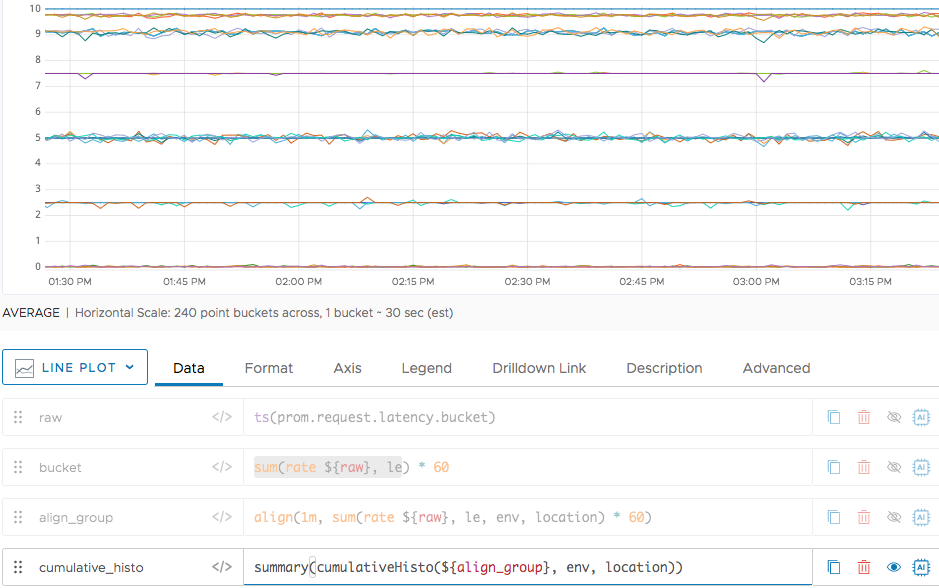 10
9
8
7
6
5
4
3
2
1
0
01:30 PM 01:45 PM 02:00 PM 02:15 PM 02:30 PM 02:45 PM 03:00 PM 03:15 PM
AVERAGE | Horizontal Scale: 240 point buckets across, 1 bucket ~ 30 sec (est)
LINE PLOT Data Format Axis Legend Drilldown Link Description Advanced
raw </> ts(prom.request.latency.bucket) AI
bucket </> sum(rate ${raw}, le) * 60 AI
align_group </> align(1m, sum(rate ${raw}, le, env, location) * 60) AI
cumulative_histo </> summary(cumulativeHisto(${align_group}, env, location)) AI